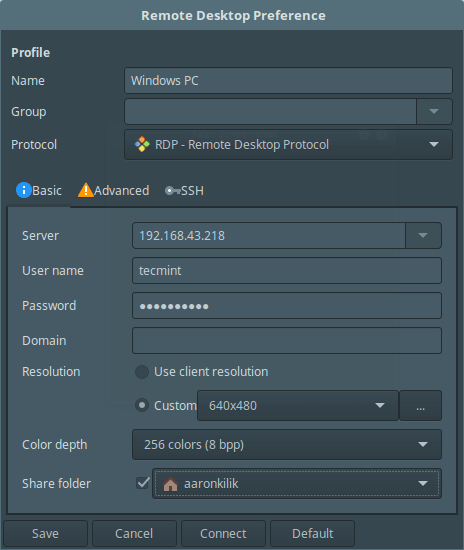 Remote Desktop Preference
Profile
Name Windows PC
Group
Protocol RDP - Remote Desktop Protocol
Basic Advanced SSH
Server 192.168.43.218
User name tecmint
Password ●●●●●●●●●●
Domain
Resolution Use client resolution
Custom 640x480 ...
Color depth 256 colors (8 bpp)
Share folder aaronkilik
Save Cancel Connect Default